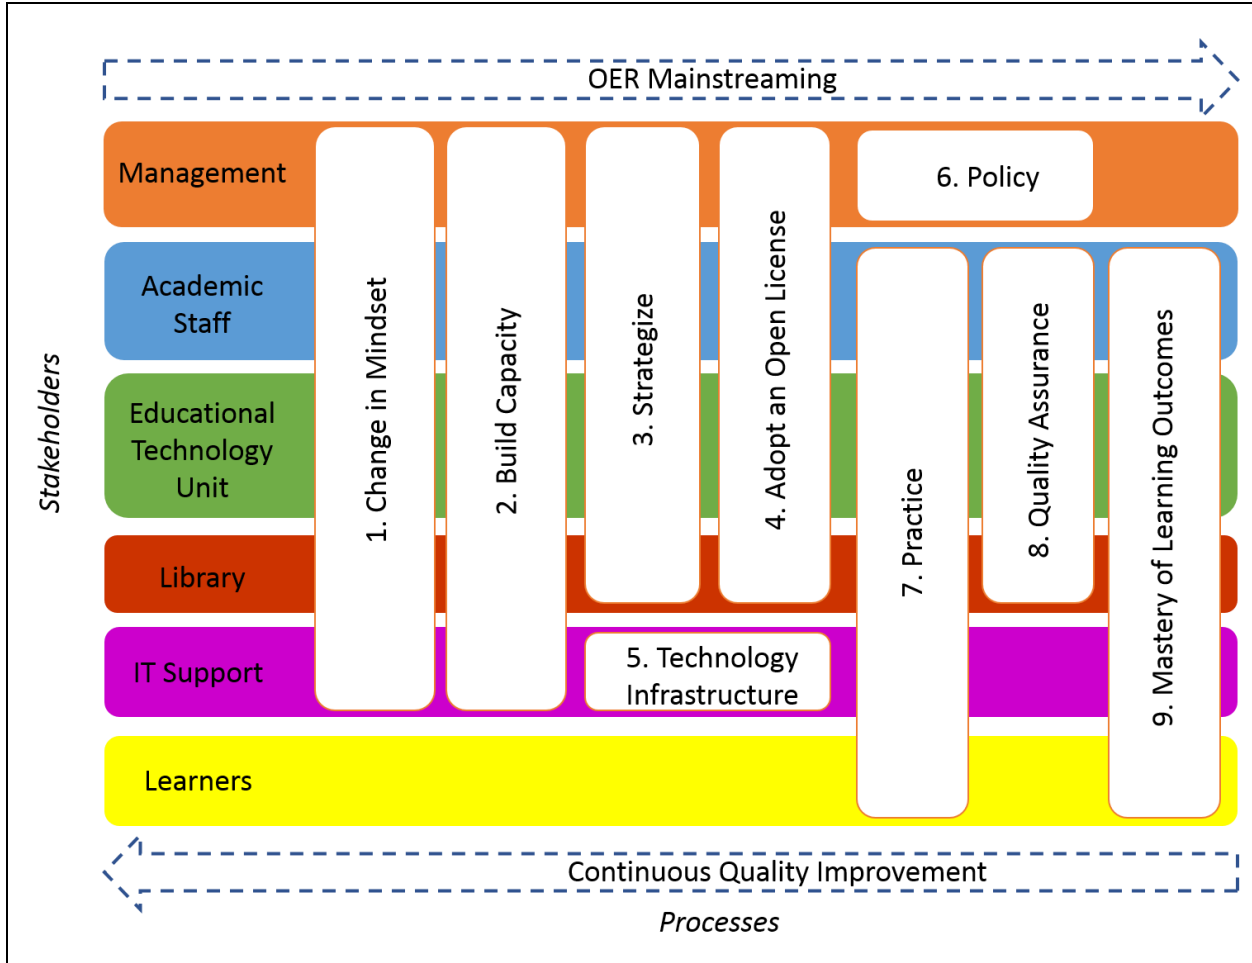 OER Mainstreaming
Management
6. Policy
Academic
Staff
Educational
Technology
Unit
Library
IT Support
Learners
Stakeholders
1. Change in Mindset
2. Build Capacity
3. Strategize
4. Adopt an Open License
5. Technology
Infrastructure
7. Practice
8. Quality Assurance
9. Mastery of Learning Outcomes
Continuous Quality Improvement
Processes